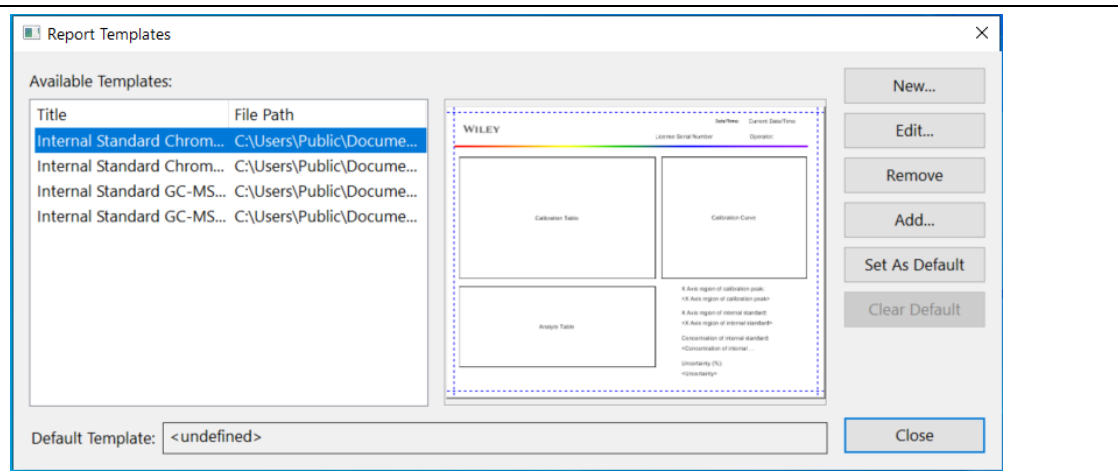 Report Templates
Available Templates:
Title File Path
Internal Standard Chrom... C:\Users\Public\Docume...
Internal Standard Chrom... C:\Users\Public\Docume...
Internal Standard GC-MS... C:\Users\Public\Docume...
Internal Standard GC-MS... C:\Users\Public\Docume...
WILEY
Date/Time: Current Date/Time
License Serial Number Operator:
Calibration Table
Calibration Curve
Analyte Table
X Axis region of calibration peak:
<X Axis region of calibration peak>
X Axis region of internal standard:
<X Axis region of internal standard>
Concentration of internal standard:
<Concentration of internal ...
Uncertainty (%):
<Uncertainty>
New...
Edit...
Remove
Add...
Set As Default
Clear Default
Default Template: <undefined>
Close